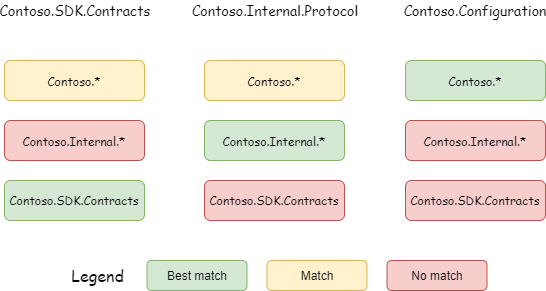 Contoso.SDK.Contracts Contoso.Internal.Protocol Contoso.Configuration
Contoso.* Contoso.* Contoso.*
Contoso.Internal.* Contoso.Internal.* Contoso.Internal.*
Contoso.SDK.Contracts Contoso.SDK.Contracts Contoso.SDK.Contracts
Legend Best match Match No match